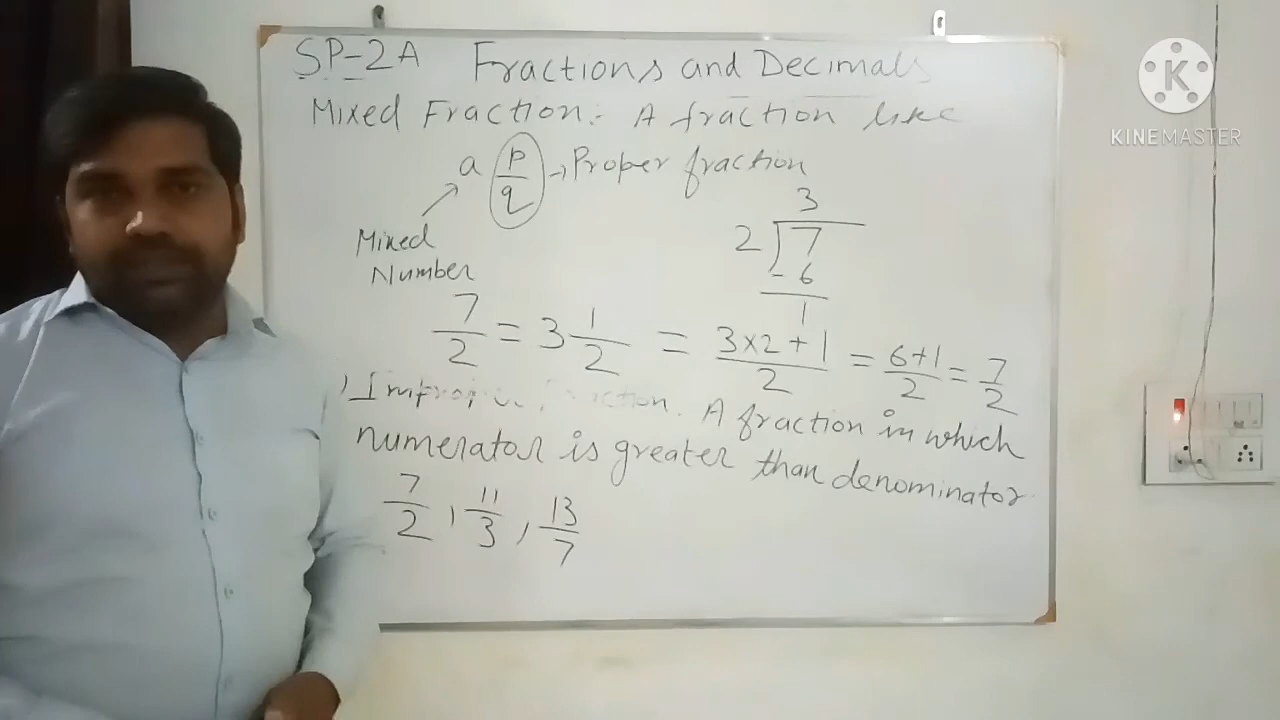 SP-2A Fractions and Decimals
Mixed Fraction:- A fraction like
a p/q → Proper fraction
Mixed
Number
3
2 ) 7
- 6
1
7/2 = 3 1/2 = 3×2+1/2 = 6+1/2 = 7/2
Improper Fraction. A fraction in which
numerator is greater than denominator
7/2, 11/3, 13/7
K
KINEMASTER